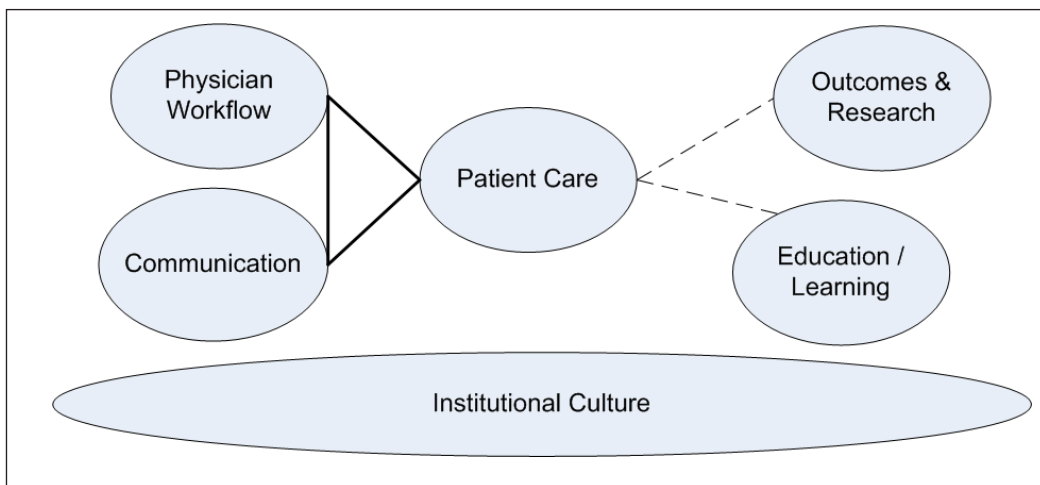 Physician
Workflow
Outcomes &
Research
Patient Care
Communication
Education /
Learning
Institutional Culture